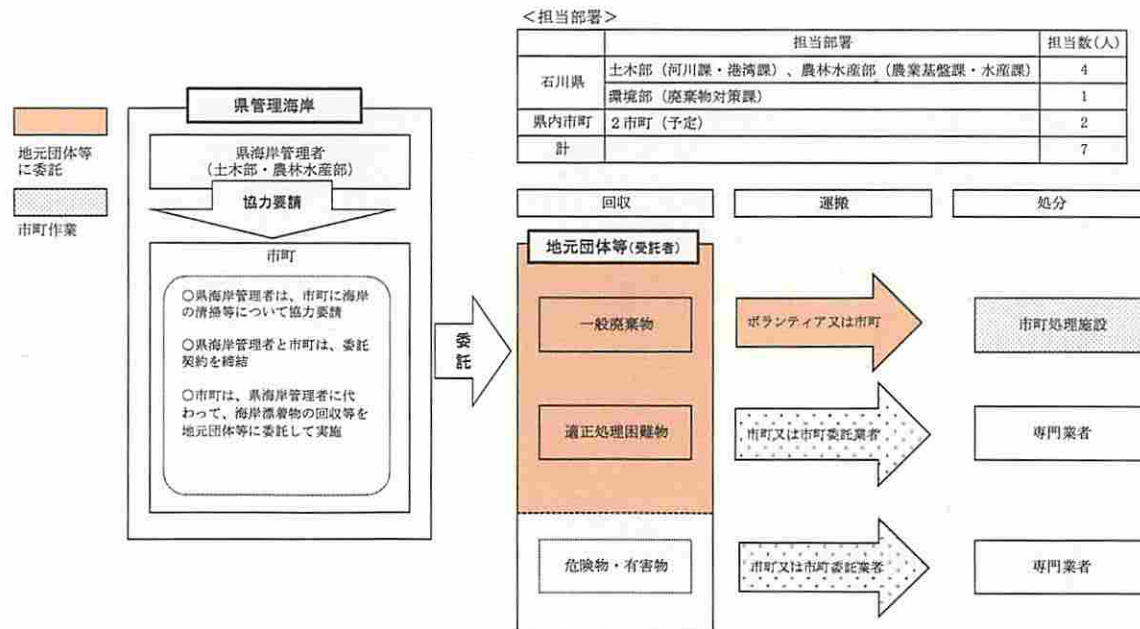 ＜担当部署＞
担当部署 担当数(人)
石川県 土木部（河川課・港湾課）、農林水産部（農業基盤課・水産課） 4
環境部（廃棄物対策課） 1
県内市町 2市町（予定） 2
計 7
地元団体等
に委託
市町作業
県管理海岸
県海岸管理者
（土木部・農林水産部）
協力要請
市町
○県海岸管理者は、市町に海岸
の清掃等について協力要請
○県海岸管理者と市町は、委託
契約を締結
○市町は、県海岸管理者に代
わって、海岸漂着物の回収等を
地元団体等に委託して実施
委託
回収 運搬 処分
地元団体等(受託者)
一般廃棄物 ボランティア又は市町 市町処理施設
適正処理困難物 市町又は市町委託業者 専門業者
危険物・有害物 市町又は市町委託業者 専門業者